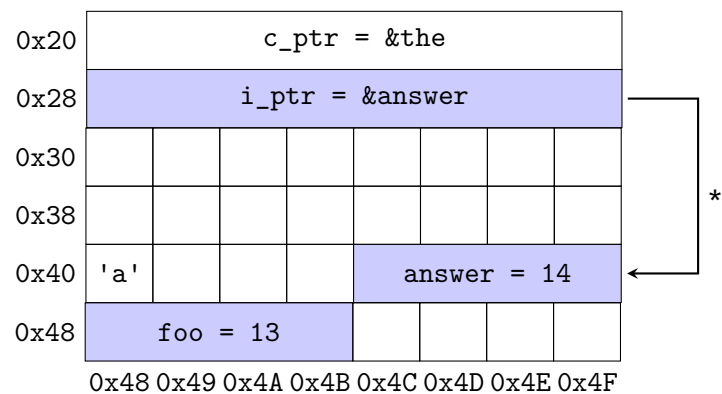 0x20 c_ptr = &the
0x28 i_ptr = &answer
0x30
0x38
*
0x40 'a' answer = 14
0x48 foo = 13
0x48 0x49 0x4A 0x4B 0x4C 0x4D 0x4E 0x4F